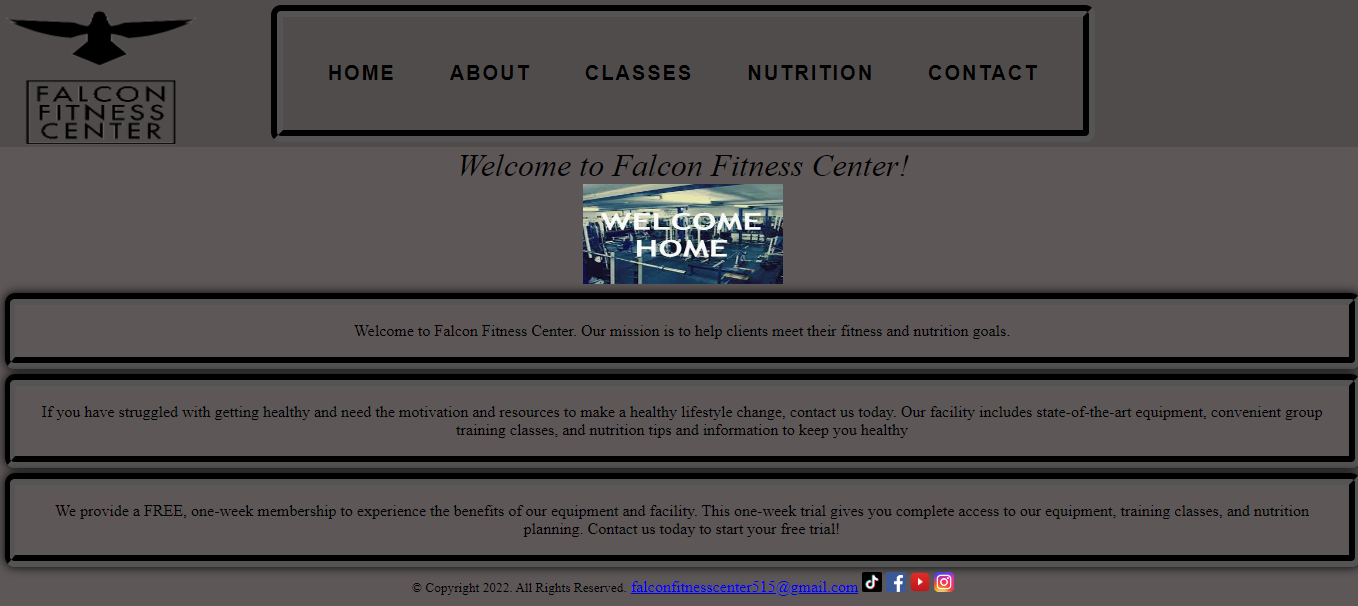 FALCON
FITNESS
CENTER
HOME ABOUT CLASSES NUTRITION CONTACT
Welcome to Falcon Fitness Center!
WELCOME
HOME
Welcome to Falcon Fitness Center. Our mission is to help clients meet their fitness and nutrition goals.
If you have struggled with getting healthy and need the motivation and resources to make a healthy lifestyle change, contact us today. Our facility includes state-of-the-art equipment, convenient group
training classes, and nutrition tips and information to keep you healthy
We provide a FREE, one-week membership to experience the benefits of our equipment and facility. This one-week trial gives you complete access to our equipment, training classes, and nutrition
planning. Contact us today to start your free trial!
© Copyright 2022. All Rights Reserved. falconfitnesscenter515@gmail.com